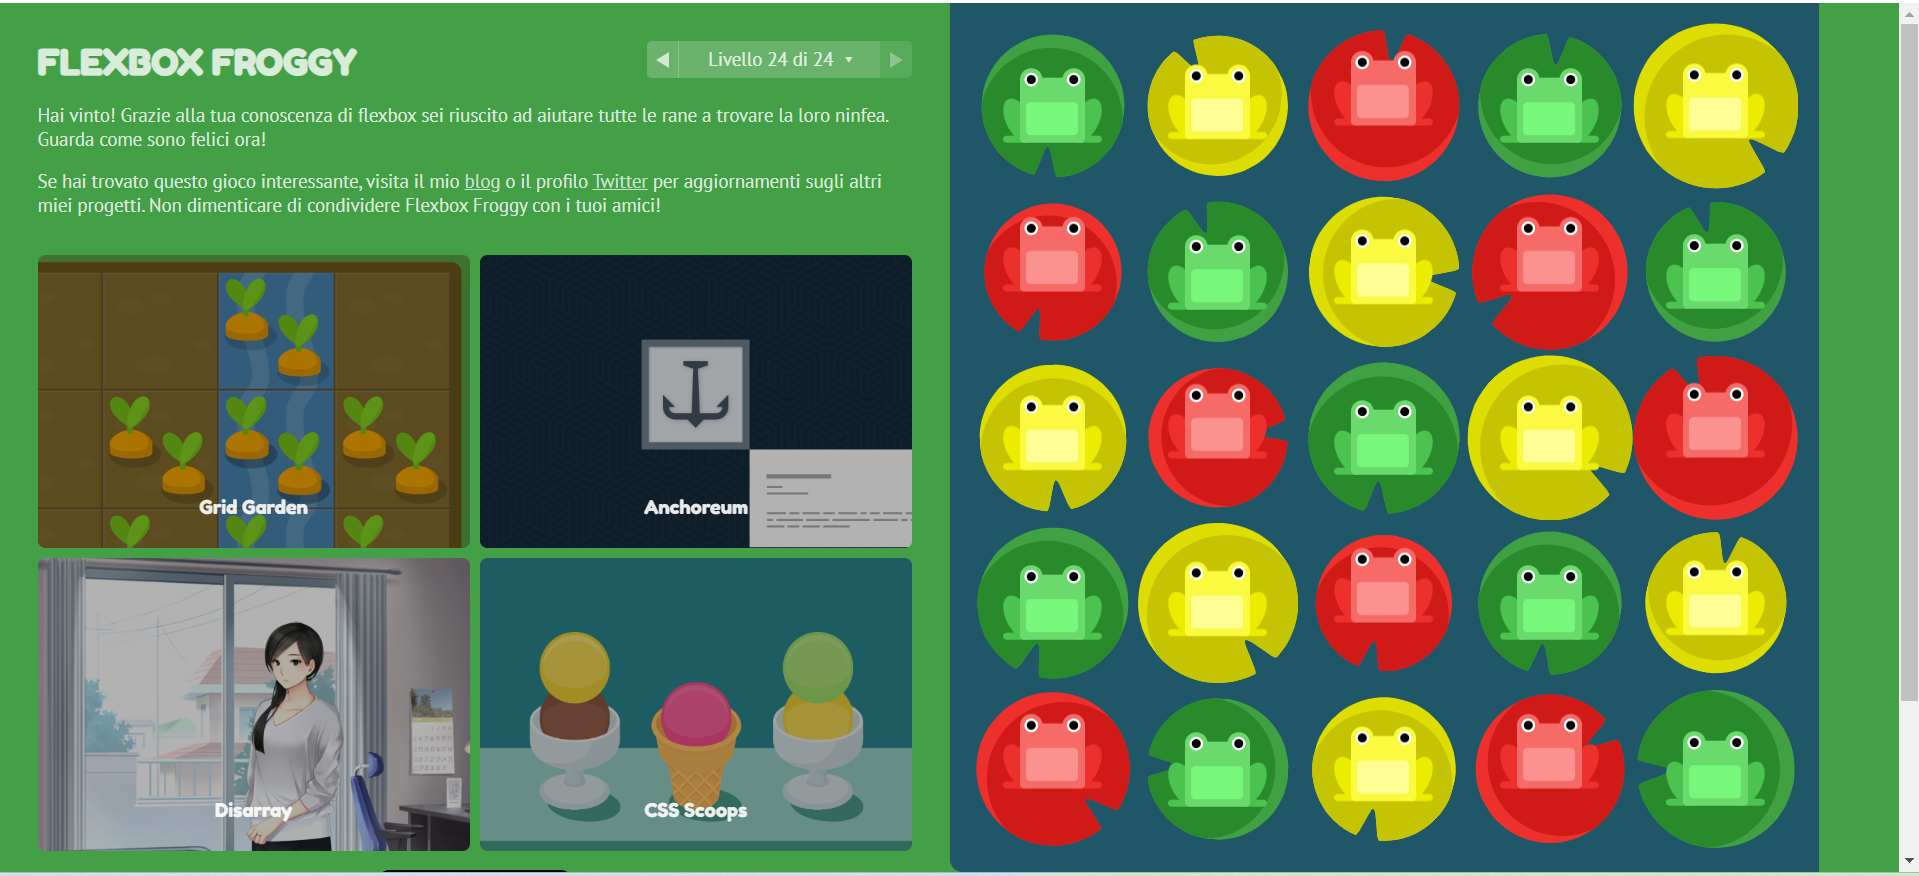 FLEXBOX FROGGY
Livello 24 di 24
Hai vinto! Grazie alla tua conoscenza di flexbox sei riuscito ad aiutare tutte le rane a trovare la loro ninfea.
Guarda come sono felici ora!
Se hai trovato questo gioco interessante, visita il mio blog o il profilo Twitter per aggiornamenti sugli altri
miei progetti. Non dimenticare di condividere Flexbox Froggy con i tuoi amici!
Grid Garden
Anchoreum
Disarray
CSS Scoops